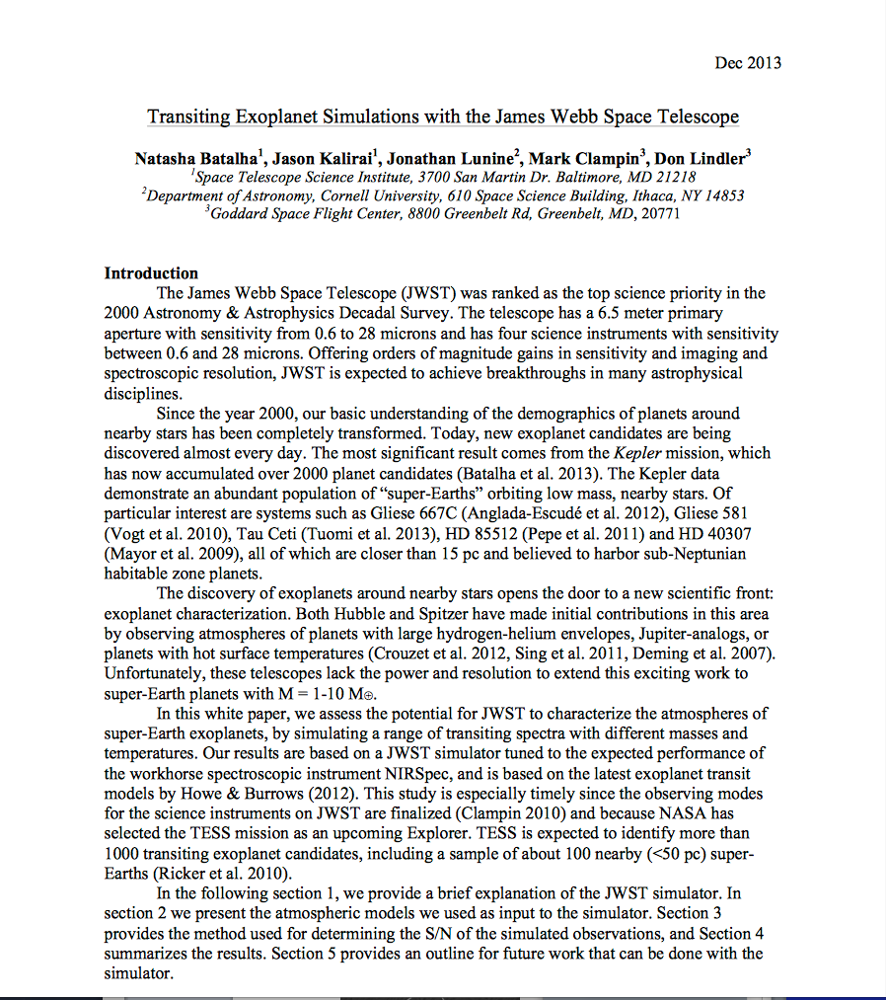 Dec 2013
Transiting Exoplanet Simulations with the James Webb Space Telescope
Natasha Batalha1, Jason Kalirai1, Jonathan Lunine2, Mark Clampin3, Don Lindler3
1Space Telescope Science Institute, 3700 San Martin Dr. Baltimore, MD 21218
2Department of Astronomy, Cornell University, 610 Space Science Building, Ithaca, NY 14853
3Goddard Space Flight Center, 8800 Greenbelt Rd, Greenbelt, MD, 20771
Introduction
The James Webb Space Telescope (JWST) was ranked as the top science priority in the
2000 Astronomy & Astrophysics Decadal Survey. The telescope has a 6.5 meter primary
aperture with sensitivity from 0.6 to 28 microns and has four science instruments with sensitivity
between 0.6 and 28 microns. Offering orders of magnitude gains in sensitivity and imaging and
spectroscopic resolution, JWST is expected to achieve breakthroughs in many astrophysical
disciplines.
Since the year 2000, our basic understanding of the demographics of planets around
nearby stars has been completely transformed. Today, new exoplanet candidates are being
discovered almost every day. The most significant result comes from the Kepler mission, which
has now accumulated over 2000 planet candidates (Batalha et al. 2013). The Kepler data
demonstrate an abundant population of “super-Earths” orbiting low mass, nearby stars. Of
particular interest are systems such as Gliese 667C (Anglada-Escudé et al. 2012), Gliese 581
(Vogt et al. 2010), Tau Ceti (Tuomi et al. 2013), HD 85512 (Pepe et al. 2011) and HD 40307
(Mayor et al. 2009), all of which are closer than 15 pc and believed to harbor sub-Neptunian
habitable zone planets.
The discovery of exoplanets around nearby stars opens the door to a new scientific front:
exoplanet characterization. Both Hubble and Spitzer have made initial contributions in this area
by observing atmospheres of planets with large hydrogen-helium envelopes, Jupiter-analogs, or
planets with hot surface temperatures (Crouzet et al. 2012, Sing et al. 2011, Deming et al. 2007).
Unfortunately, these telescopes lack the power and resolution to extend this exciting work to
super-Earth planets with M = 1-10 M⊕.
In this white paper, we assess the potential for JWST to characterize the atmospheres of
super-Earth exoplanets, by simulating a range of transiting spectra with different masses and
temperatures. Our results are based on a JWST simulator tuned to the expected performance of
the workhorse spectroscopic instrument NIRSpec, and is based on the latest exoplanet transit
models by Howe & Burrows (2012). This study is especially timely since the observing modes
for the science instruments on JWST are finalized (Clampin 2010) and because NASA has
selected the TESS mission as an upcoming Explorer. TESS is expected to identify more than
1000 transiting exoplanet candidates, including a sample of about 100 nearby (<50 pc) super-
Earths (Ricker et al. 2010).
In the following section 1, we provide a brief explanation of the JWST simulator. In
section 2 we present the atmospheric models we used as input to the simulator. Section 3
provides the method used for determining the S/N of the simulated observations, and Section 4
summarizes the results. Section 5 provides an outline for future work that can be done with the
simulator.